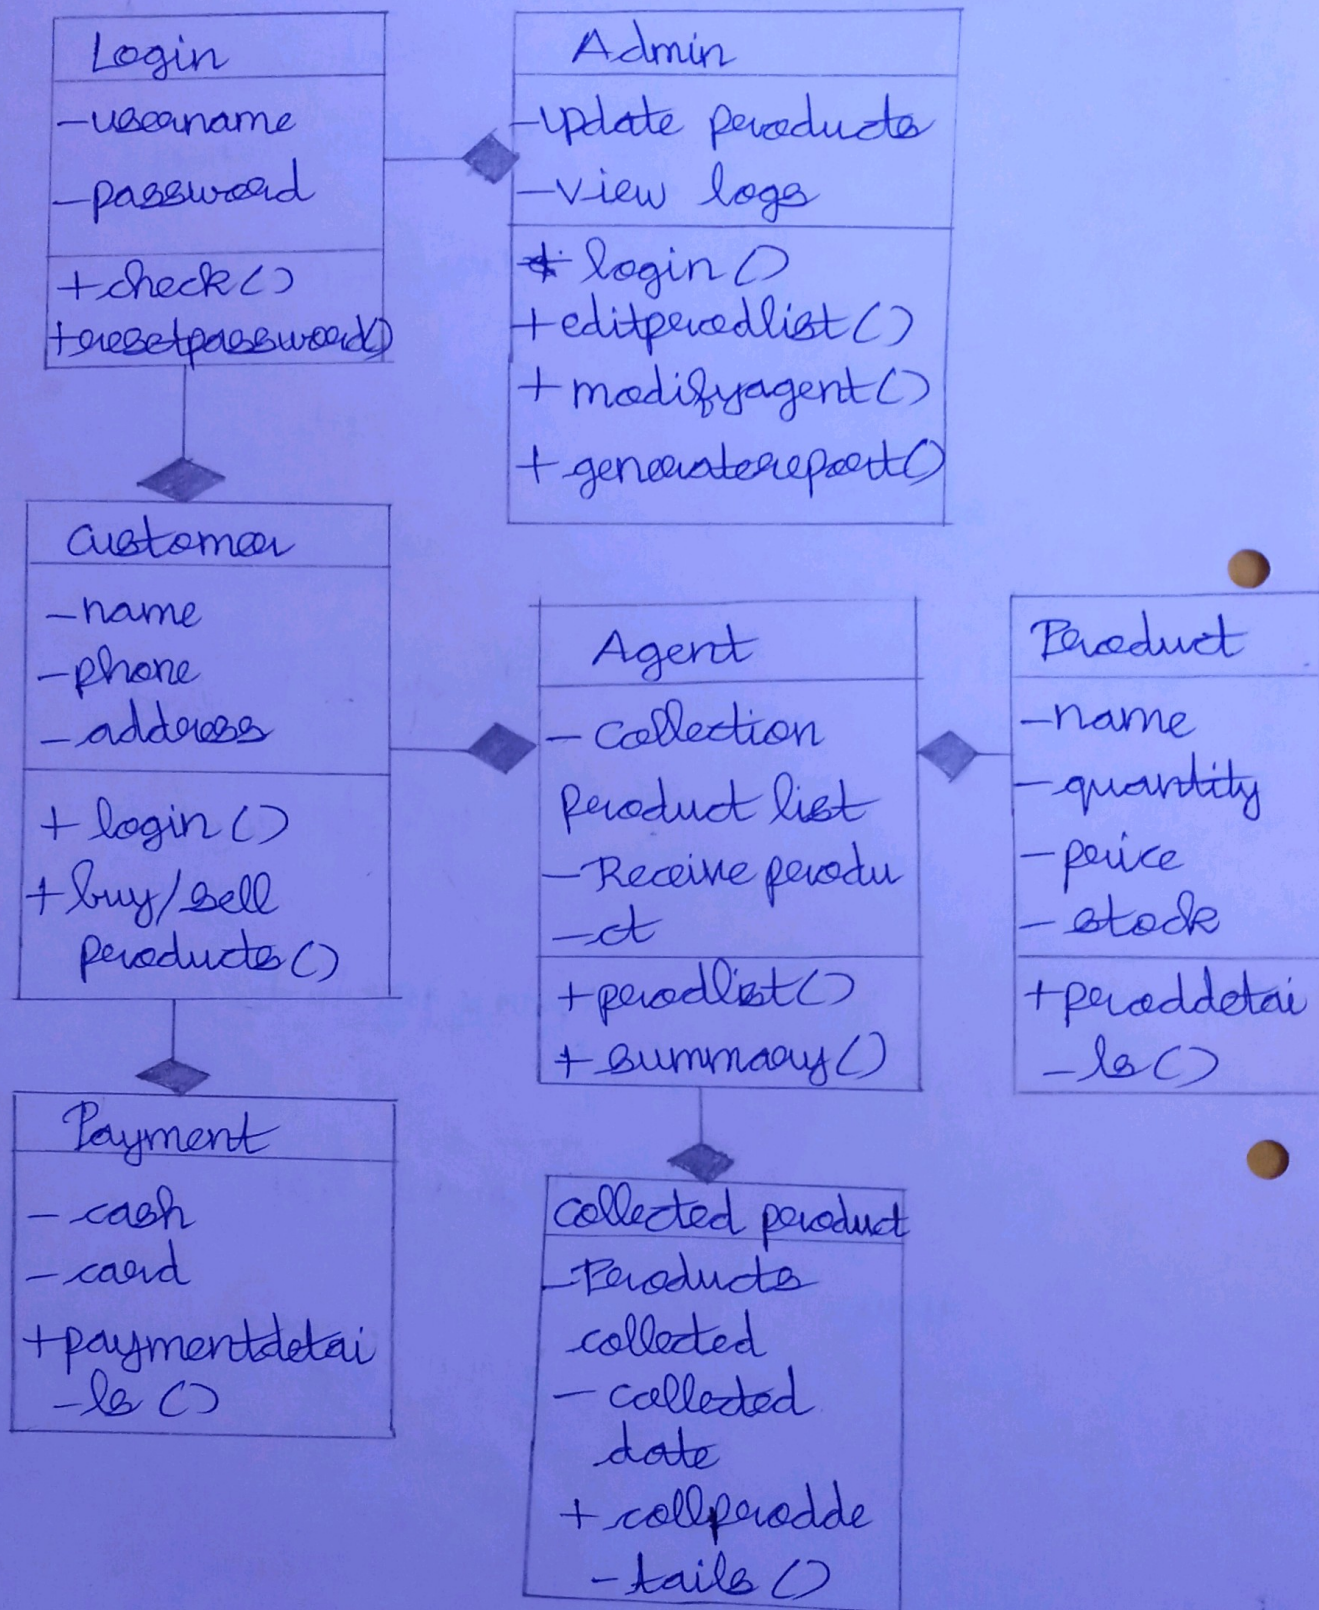 Login
-username
-password
+check()
+resetpassword()
Admin
-update products
-view logs
+ login()
+editprodlist()
+modifyagent()
+generatereport()
Customer
-name
-phone
-address
+ login()
+ buy/sell
products()
Agent
- Collection
product list
-Receive produ
-ct
+prodlist()
+summary()
Product
-name
-quantity
-price
-stock
+proddetai
-ls()
Payment
-cash
-card
+paymentdetai
-ls()
collected product
-Products
collected
- collected
date
+ collprodde
-tails()